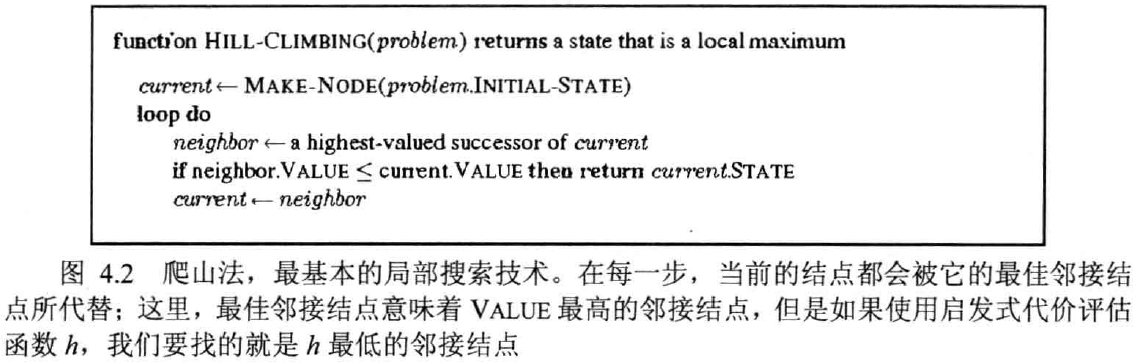 function HILL-CLIMBING(problem) returns a state that is a local maximum
current ← MAKE-NODE(problem.INITIAL-STATE)
loop do
neighbor ← a highest-valued successor of current
if neighbor.VALUE ≤ current.VALUE then return current.STATE
current ← neighbor
图 4.2 爬山法，最基本的局部搜索技术。在每一步，当前的结点都会被它的最佳邻接结
点所代替；这里，最佳邻接结点意味着 VALUE 最高的邻接结点，但是如果使用启发式代价评估
函数 h，我们要找的就是 h 最低的邻接结点